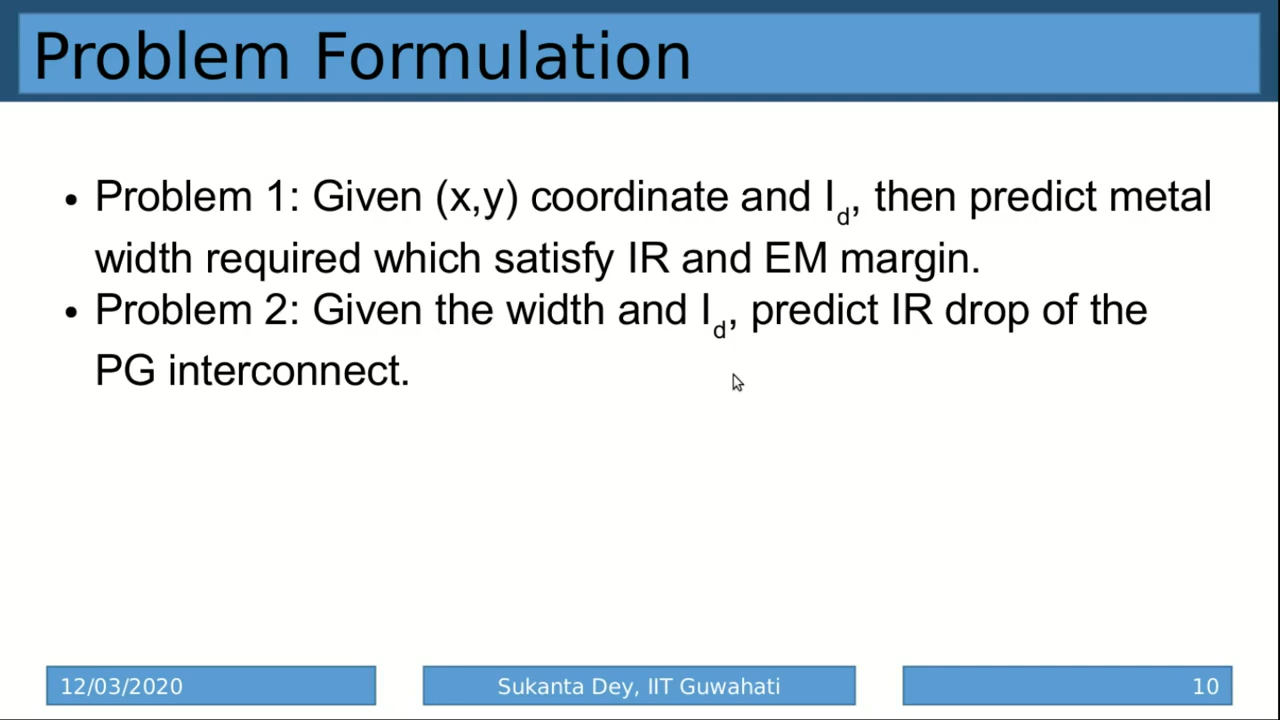 Problem Formulation
• Problem 1: Given (x,y) coordinate and I_d, then predict metal
width required which satisfy IR and EM margin.
• Problem 2: Given the width and I_d, predict IR drop of the
PG interconnect.
12/03/2020
Sukanta Dey, IIT Guwahati
10